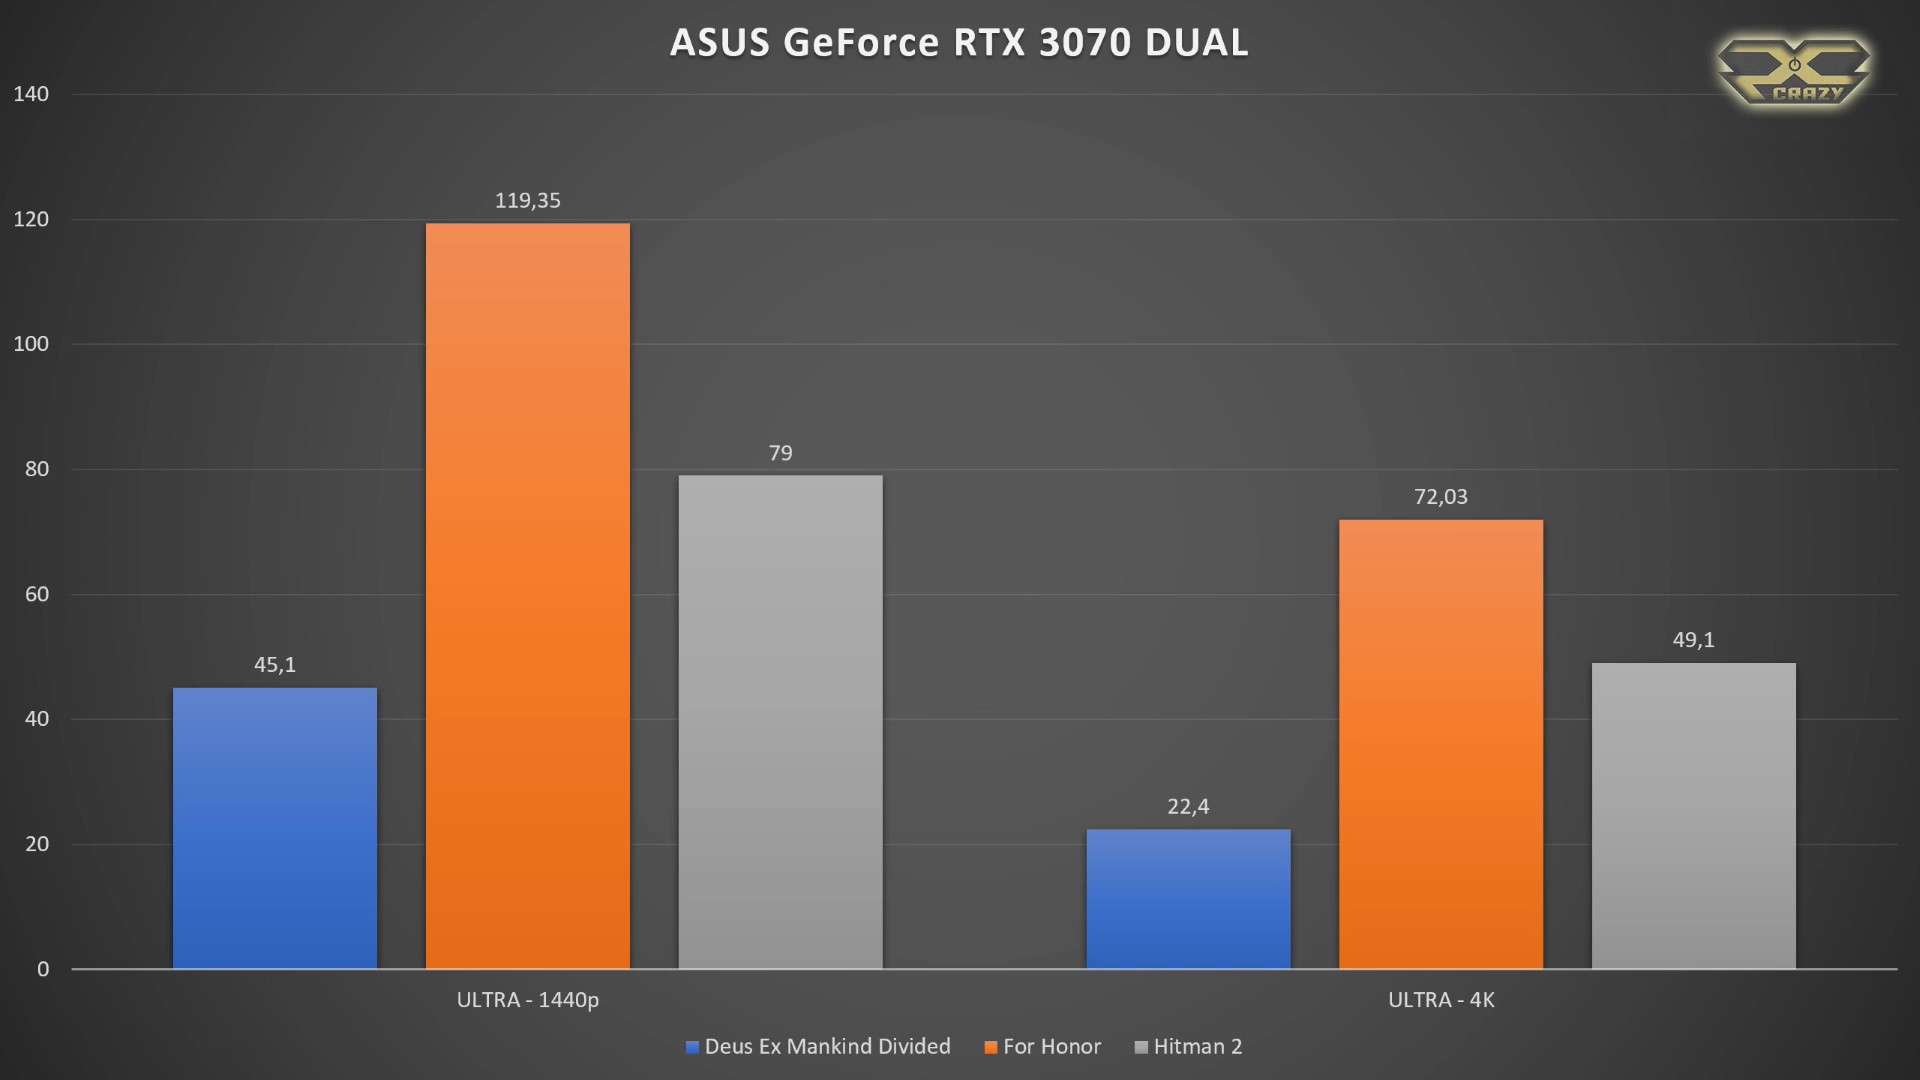 ASUS GeForce RTX 3070 DUAL
CRAZY
140
120
100
80
60
40
20
0
45,1
119,35
79
22,4
72,03
49,1
ULTRA - 1440p
ULTRA - 4K
Deus Ex Mankind Divided
For Honor
Hitman 2